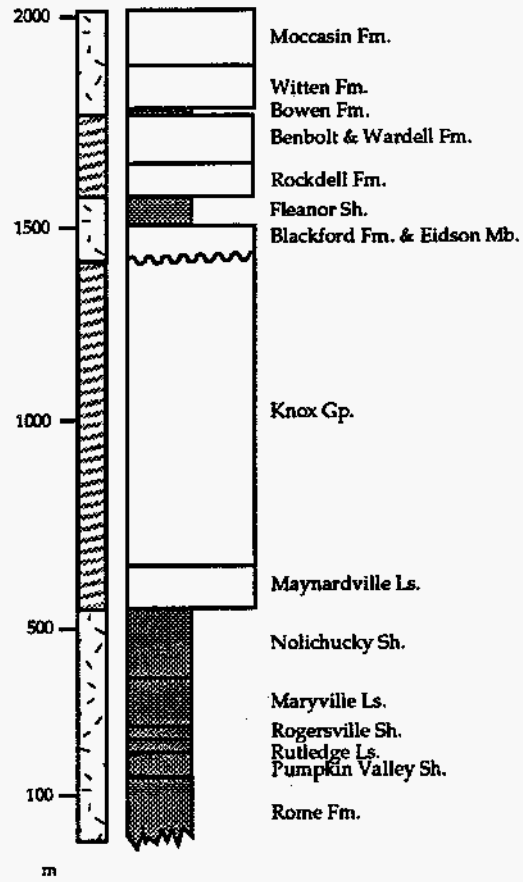 2000
Moccasin Fm.
Witten Fm.
Bowen Fm.
Benbolt & Wardell Fm.
Rockdell Fm.
Fleanor Sh.
1500
Blackford Fm. & Eidson Mb.
1000
Knox Gp.
Maynardville Ls.
500
Nolichucky Sh.
Maryville Ls.
Rogersville Sh.
Rutledge Ls.
Pumpkin Valley Sh.
100
Rome Fm.
m